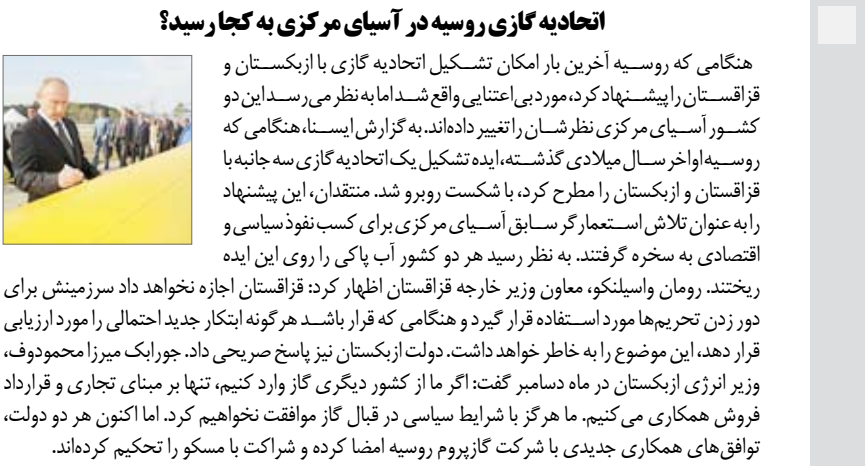 اتحادیه گازی روسیه در آسیای مرکزی به کجا رسید؟
هنگامی که روسیه آخرین بار امکان تشکیل اتحادیه گازی با ازبکستان و
قزاقستان را پیشنهاد کرد، مورد بی‌اعتنایی واقع شد اما به نظر می‌رسد این دو
کشور آسیای مرکزی نظرشان را تغییر داده‌اند. به گزارش ایسنا، هنگامی که
روسیه اواخر سال میلادی گذشته، ایده تشکیل یک اتحادیه گازی سه جانبه با
قزاقستان و ازبکستان را مطرح کرد، با شکست روبرو شد. منتقدان، این پیشنهاد
را به عنوان تلاش استعمارگر سابق آسیای مرکزی برای کسب نفوذ سیاسی و
اقتصادی به سخره گرفتند. به نظر رسید هر دو کشور آب پاکی را روی این ایده
ریختند. رومان واسیلنکو، معاون وزیر خارجه قزاقستان اظهار کرد: قزاقستان اجازه نخواهد داد سرزمینش برای
دور زدن تحریم‌ها مورد استفاده قرار گیرد و هنگامی که قرار باشد هر گونه ابتکار جدید احتمالی را مورد ارزیابی
قرار دهد، این موضوع را به خاطر خواهد داشت. دولت ازبکستان نیز پاسخ صریحی داد. جورابک میرزا محمودوف،
وزیر انرژی ازبکستان در ماه دسامبر گفت: اگر ما از کشور دیگری گاز وارد کنیم، تنها بر مبنای تجاری و قرارداد
فروش همکاری می‌کنیم. ما هرگز با شرایط سیاسی در قبال گاز موافقت نخواهیم کرد. اما اکنون هر دو دولت،
توافق‌های همکاری جدیدی با شرکت گازپروم روسیه امضا کرده و شراکت با مسکو را تحکیم کرده‌اند.